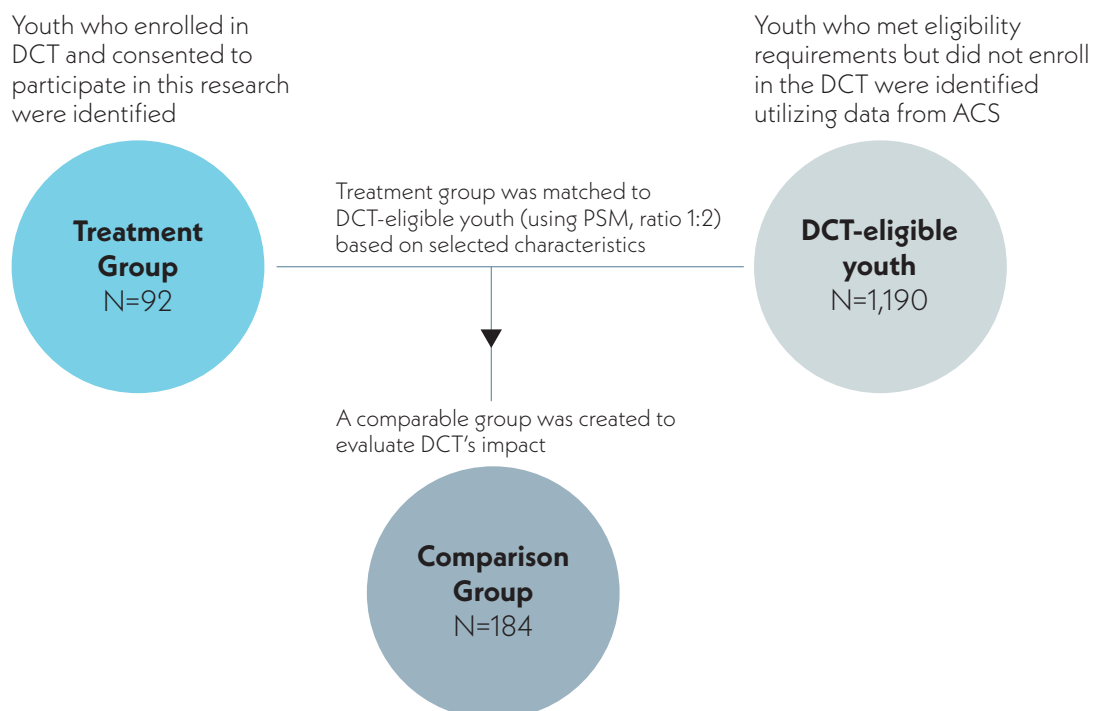 Youth who enrolled in
DCT and consented to
participate in this research
were identified
Youth who met eligibility
requirements but did not enroll
in the DCT were identified
utilizing data from ACS
Treatment
Group
N=92
Treatment group was matched to
DCT-eligible youth (using PSM, ratio 1:2)
based on selected characteristics
DCT-eligible
youth
N=1,190
A comparable group was created to
evaluate DCT's impact
Comparison
Group
N=184